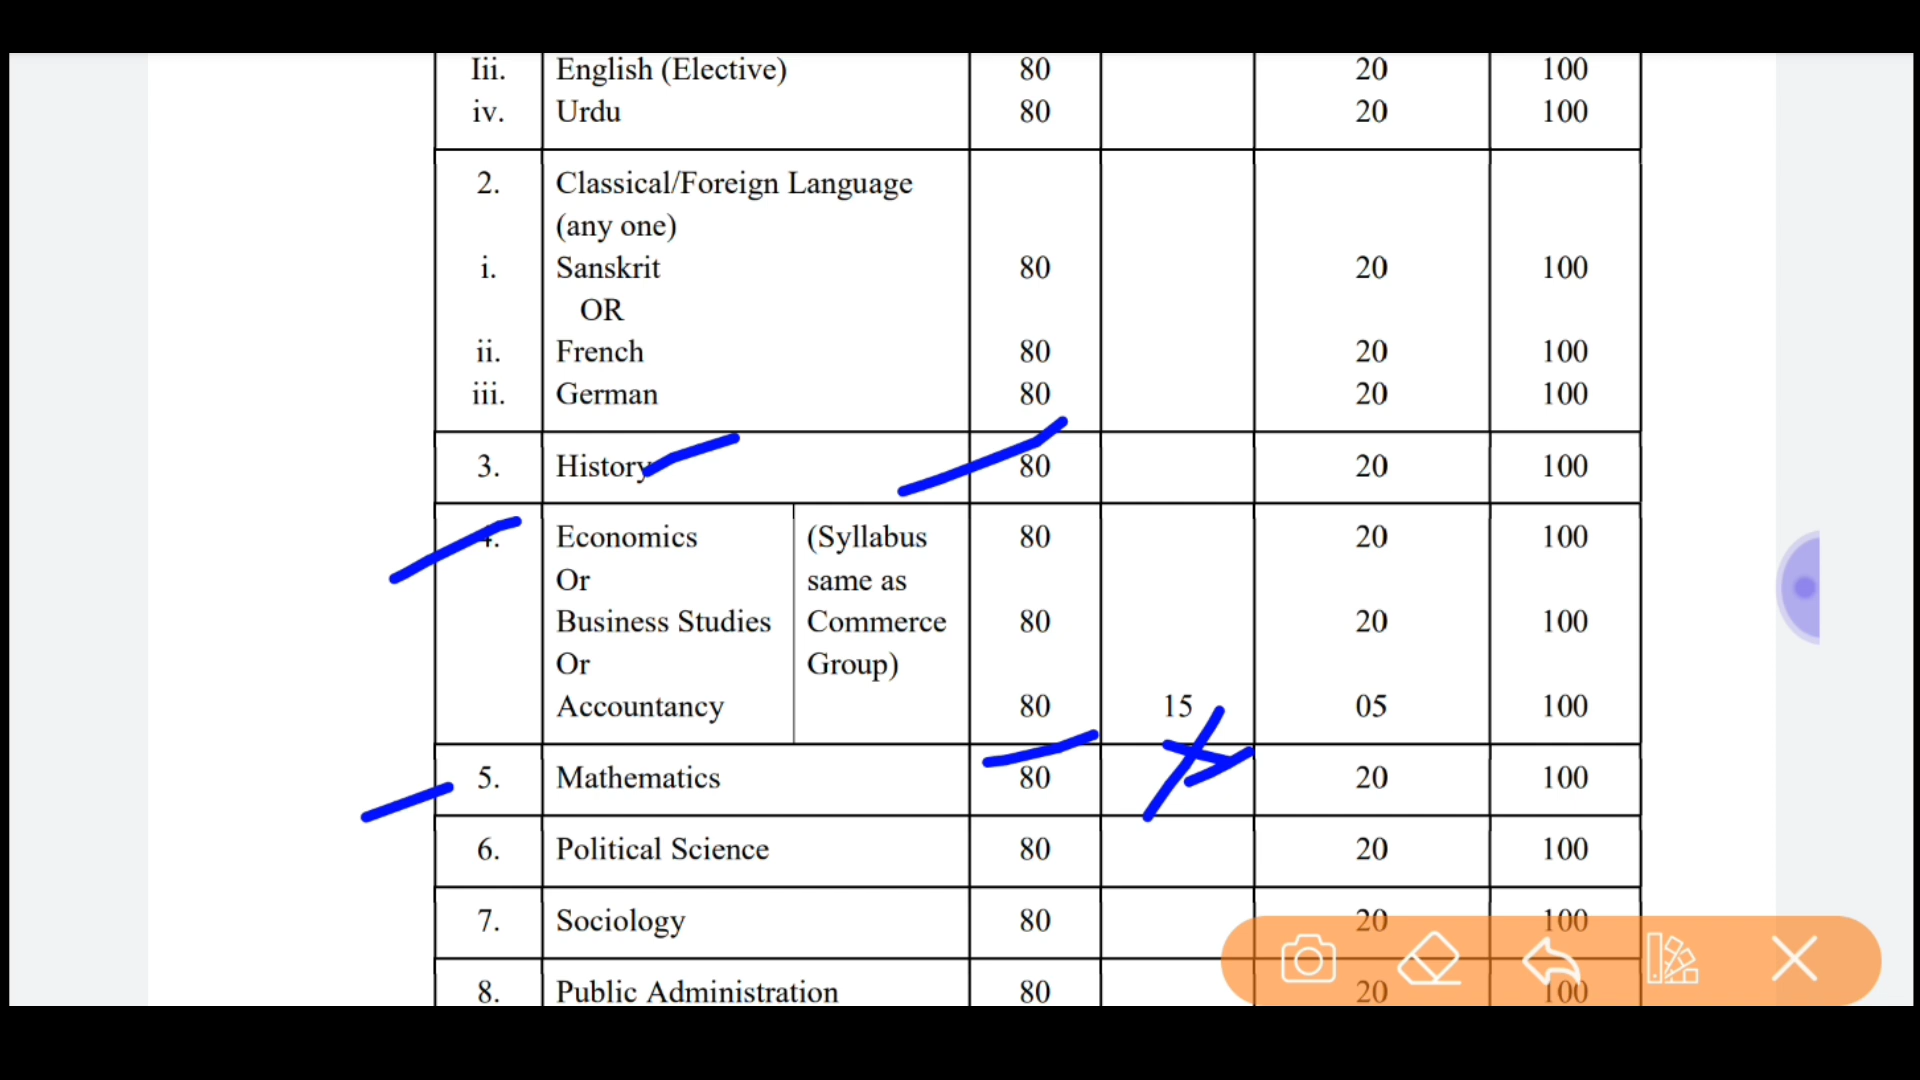 Iii. English (Elective) 80 20 100
iv. Urdu 80 20 100
2. Classical/Foreign Language
(any one)
i. Sanskrit 80 20 100
OR
ii. French 80 20 100
iii. German 80 20 100
3. History 80 20 100
4. Economics (Syllabus 80 20 100
Or same as
Business Studies Commerce 80 20 100
Or Group)
Accountancy 80 15 05 100
5. Mathematics 80 20 100
6. Political Science 80 20 100
7. Sociology 80 20 100
8. Public Administration 80 20 100